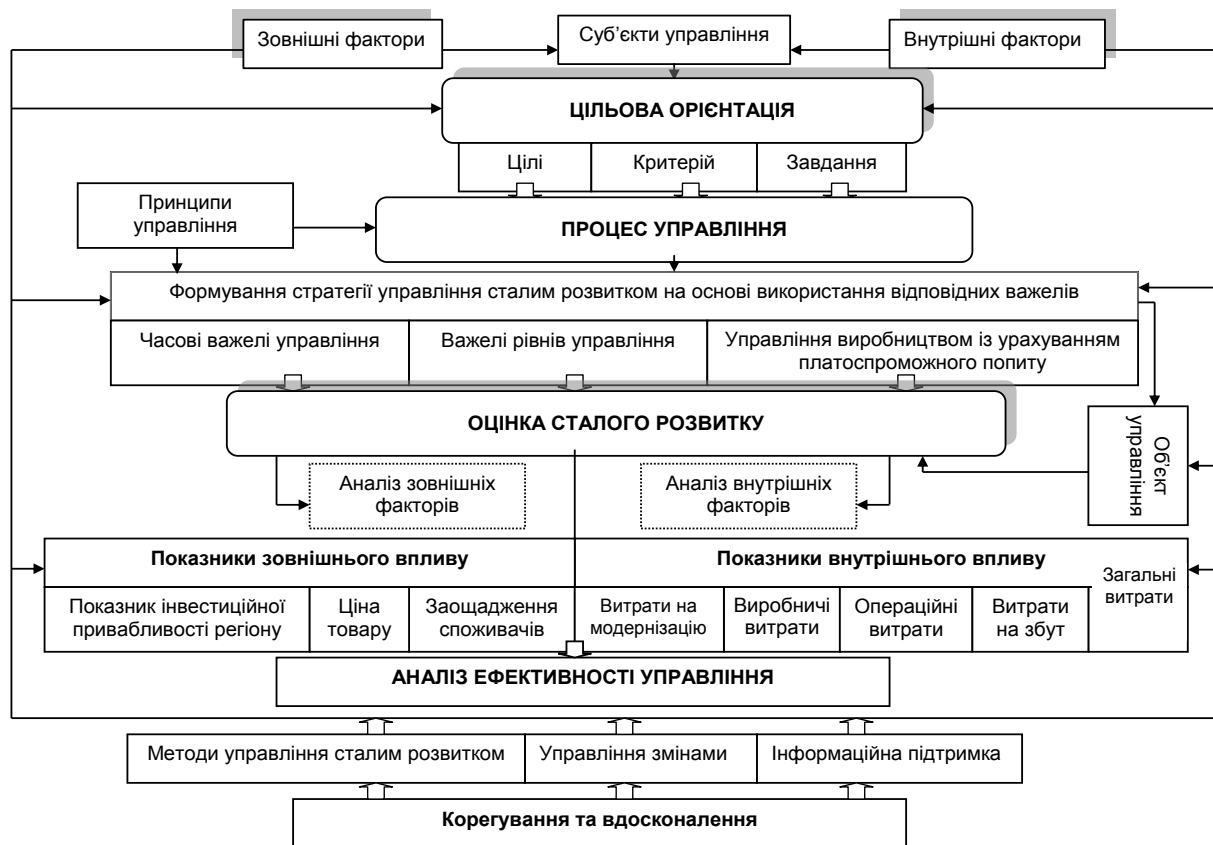 Зовнішні фактори
Суб’єкти управління
Внутрішні фактори
ЦІЛЬОВА ОРІЄНТАЦІЯ
Цілі
Критерій
Завдання
Принципи
управління
ПРОЦЕС УПРАВЛІННЯ
Формування стратегії управління сталим розвитком на основі використання відповідних важелів
Часові важелі управління
Важелі рівнів управління
Управління виробництвом із урахуванням
платоспроможного попиту
ОЦІНКА СТАЛОГО РОЗВИТКУ
Об’єкт
управління
Аналіз зовнішніх
факторів
Аналіз внутрішніх
факторів
Показники зовнішнього впливу
Показники внутрішнього впливу
Загальні
витрати
Показник інвестиційної
привабливості регіону
Ціна
товару
Заощадження
споживачів
Витрати на
модернізацію
Виробничі
витрати
Операційні
витрати
Витрати
на збут
АНАЛІЗ ЕФЕКТИВНОСТІ УПРАВЛІННЯ
Методи управління сталим розвитком
Управління змінами
Інформаційна підтримка
Корегування та вдосконалення